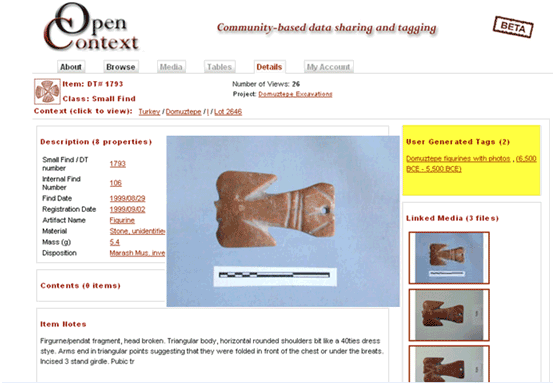 Open Context
Community-based data sharing and tagging
BETA
About Browse Media Tables Details My Account
Item: DT# 1793
Class: Small Find
Number of Views: 26
Project: Domuztepe Excavations
Context (click to view): Turkey / Domuztepe / I / Lot 2646
Description (8 properties)
Small Find / DT number 1793
Internal Find Number 106
Find Date 1999/08/29
Registration Date 1999/09/02
Artifact Name Figurine
Material Stone, unidentifie
Mass (g) 5.4
Disposition Marash Mus. inve
Contents (0 items)
Item Notes
Firgurne/pendat fragment, head broken. Triangular body, horizontal rounded shoulders bit like a 40ties dress
stye. Arms end in triangular points suggesting that they were folded in front of the chest or under the breats.
Incised 3 stand girdle. Pubic tr
User Generated Tags (2)
Domuztepe figurines with photos , (6,500
BCE - 5,500 BCE)
Linked Media (3 files)